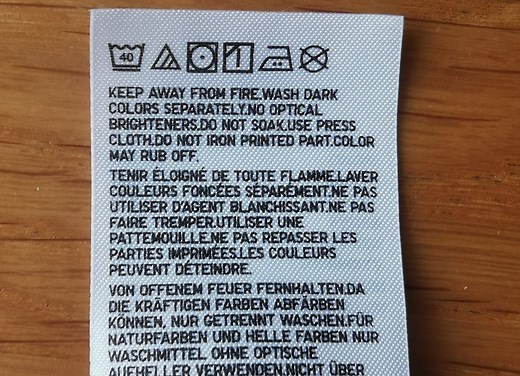 40
KEEP AWAY FROM FIRE.WASH DARK
COLORS SEPARATELY.NO OPTICAL
BRIGHTENERS.DO NOT SOAK.USE PRESS
CLOTH.DO NOT IRON PRINTED PART.COLOR
MAY RUB OFF.
TENIR ÉLOIGNÉ DE TOUTE FLAMME.LAVER
COULEURS FONCÉES SÉPARÉMENT.NE PAS
UTILISER D'AGENT BLANCHISSANT.NE PAS
FAIRE TREMPER.UTILISER UNE
PATTEMOUILLE.NE PAS REPASSER LES
PARTIES IMPRIMÉES.LES COULEURS
PEUVENT DÉTEINDRE.
VON OFFENEM FEUER FERNHALTEN.DA
DIE KRÄFTIGEN FARBEN ABFÄRBEN
KÖNNEN, NUR GETRENNT WASCHEN.FÜR
NATURFARBEN UND HELLE FARBEN NUR
WASCHMITTEL OHNE OPTISCHE
AUFHELLER VERWENDEN.NICHT ÜBER